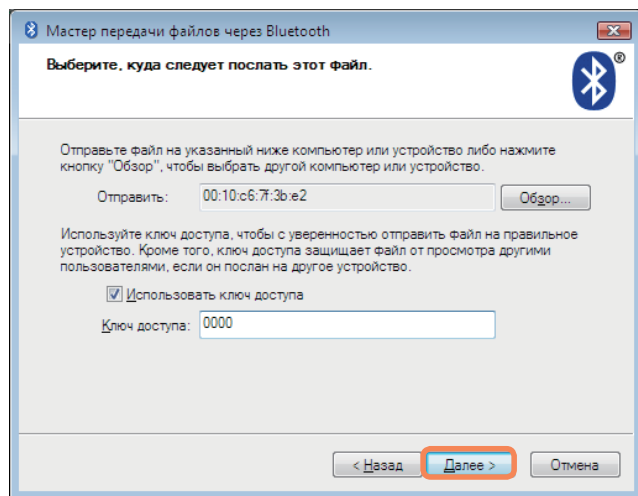 Мастер передачи файлов через Bluetooth
Выберите, куда следует послать этот файл.
®
Отправьте файл на указанный ниже компьютер или устройство либо нажмите
кнопку "Обзор", чтобы выбрать другой компьютер или устройство.
Отправить: 00:10:c6:7f:3b:e2 Обзор...
Используйте ключ доступа, чтобы с уверенностью отправить файл на правильное
устройство. Кроме того, ключ доступа защищает файл от просмотра другими
пользователями, если он послан на другое устройство.
Использовать ключ доступа
Ключ доступа: 0000
< Назад Далее > Отмена